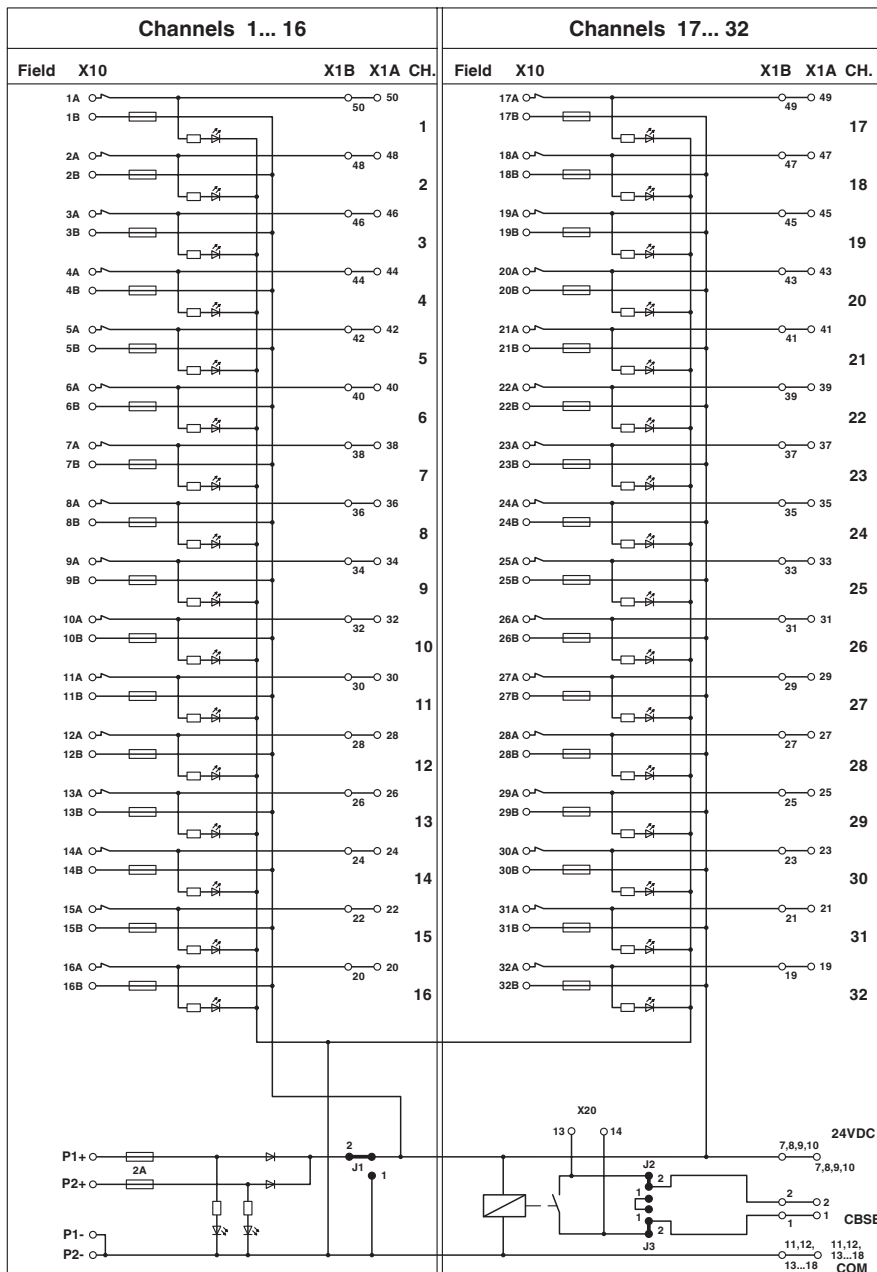 Channels 1... 16
Channels 17... 32
Field X10 X1B X1A CH.
Field X10 X1B X1A CH.
1A 50
1B 50
1
17A 49
17B 49
17
2A 48
2B 48
2
18A 47
18B 47
18
3A 46
3B 46
3
19A 45
19B 45
19
4A 44
4B 44
4
20A 43
20B 43
20
5A 42
5B 42
5
21A 41
21B 41
21
6A 40
6B 40
6
22A 39
22B 39
22
7A 38
7B 38
7
23A 37
23B 37
23
8A 36
8B 36
8
24A 35
24B 35
24
9A 34
9B 34
9
25A 33
25B 33
25
10A 32
10B 32
10
26A 31
26B 31
26
11A 30
11B 30
11
27A 29
27B 29
27
12A 28
12B 28
12
28A 27
28B 27
28
13A 26
13B 26
13
29A 25
29B 25
29
14A 24
14B 24
14
30A 23
30B 23
30
15A 22
15B 22
15
31A 21
31B 21
31
16A 20
16B 20
16
32A 19
32B 19
32
P1+
2A
P2+
2
J1
1
P1-
P2-
X20
13 14
J2
2
1
1
2
J3
24VDC
7,8,9,10
7,8,9,10
2
2
1
1
CBSE
11,12,
13...18
11,12,
13...18
COM